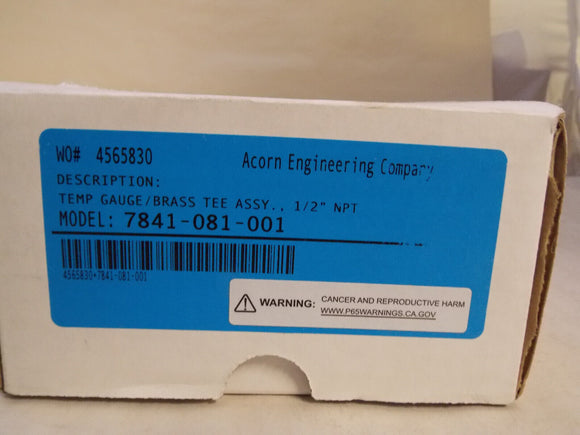 WO# 4565830
Acorn Engineering Company
DESCRIPTION:
TEMP GAUGE/BRASS TEE ASSY., 1/2" NPT
MODEL: 7841-081-001
4565830+7841-081-001
WARNING: CANCER AND REPRODUCTIVE HARM
WWW.P65WARNINGS.CA.GOV